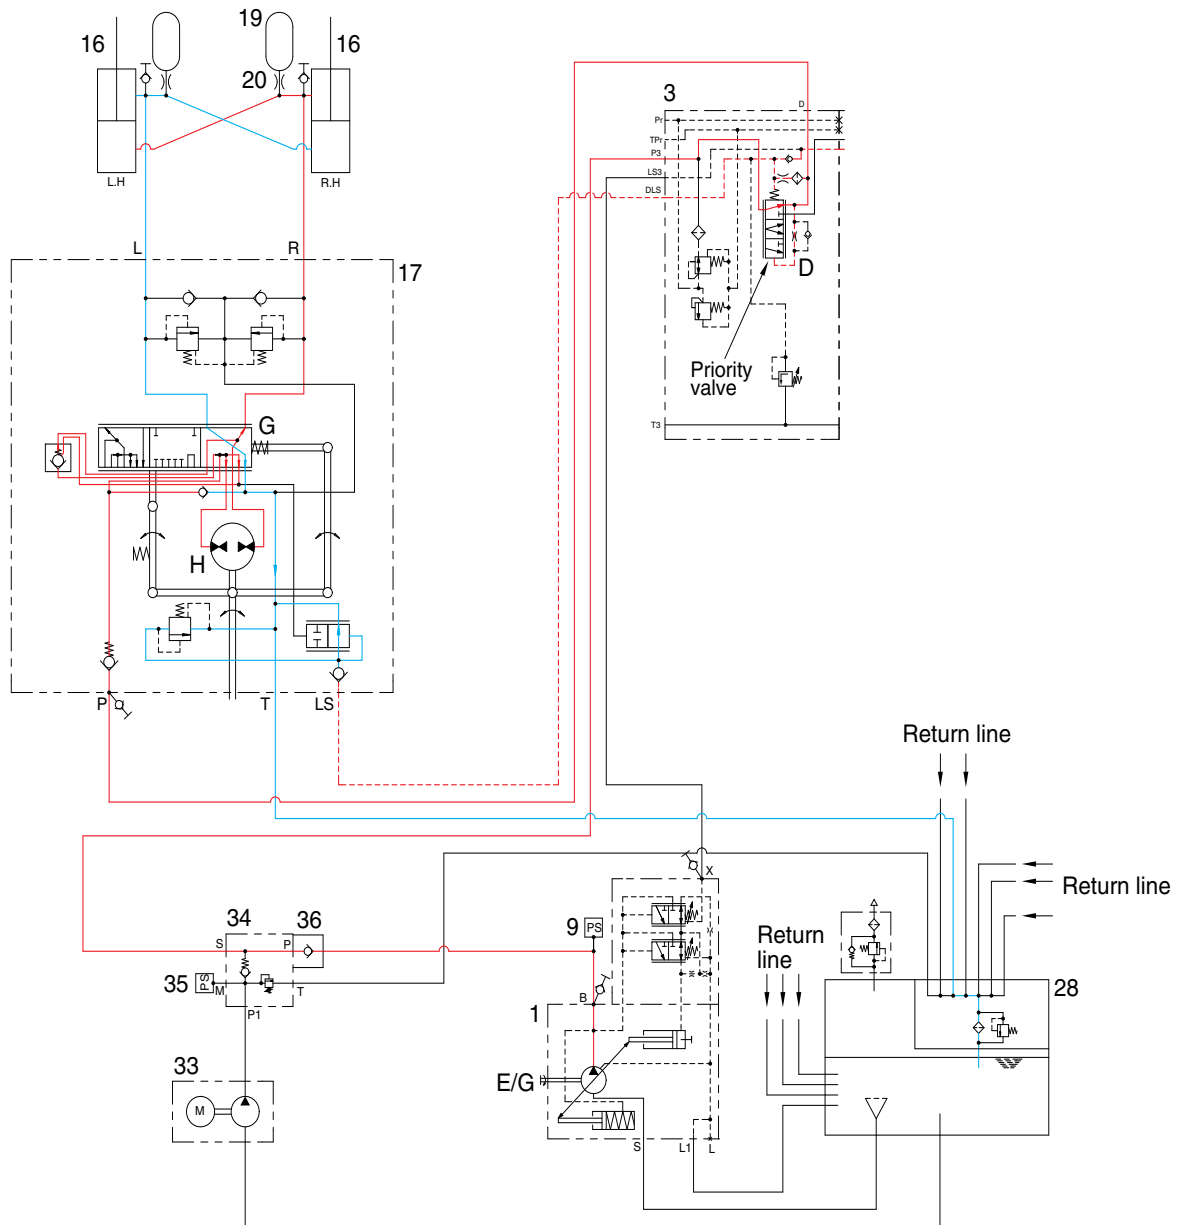 16
19
20
16
L.H
R.H
L
R
17
G
H
P
T
LS
3
D
Pr
TPr
P3
LS3
DLS
D
Priority
valve
T3
Return line
Return line
Return
line
X
34
36
9
PS
S
P
35
PS
M
T
P1
B
1
28
33
E/G
M
S
L1
L